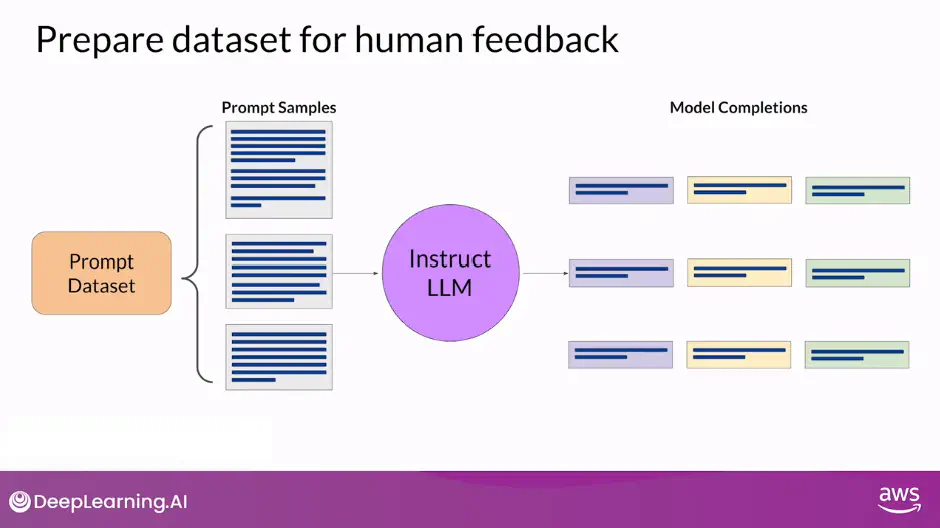 Prepare dataset for human feedback
Prompt Samples
Model Completions
Prompt
Dataset
Instruct
LLM
DeepLearning.AI
aws